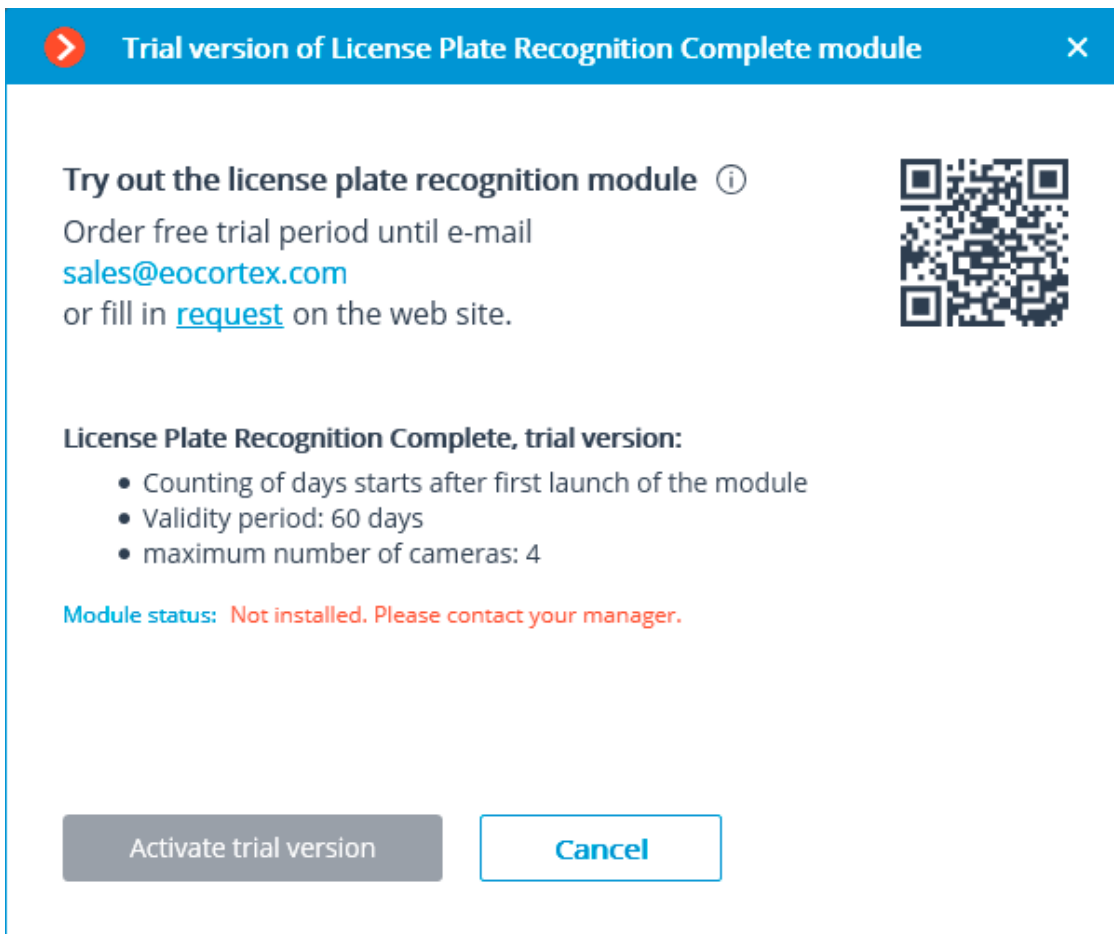 Trial version of License Plate Recognition Complete module
Try out the license plate recognition module
Order free trial period until e-mail
sales@eocortex.com
or fill in request on the web site.
License Plate Recognition Complete, trial version:
• Counting of days starts after first launch of the module
• Validity period: 60 days
• maximum number of cameras: 4
Module status: Not installed. Please contact your manager.
Activate trial version
Cancel